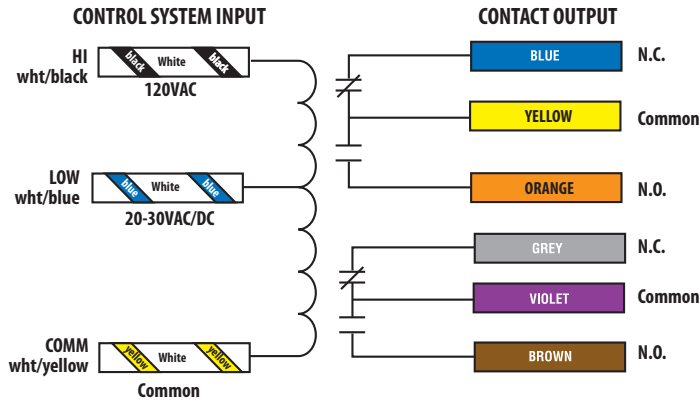 CONTROL SYSTEM INPUT
HI
wht/black
black White black
120VAC
LOW
wht/blue
blue White blue
20-30VAC/DC
COMM
wht/yellow
yellow White yellow
Common
CONTACT OUTPUT
BLUE N.C.
YELLOW Common
ORANGE N.O.
GREY N.C.
VIOLET Common
BROWN N.O.